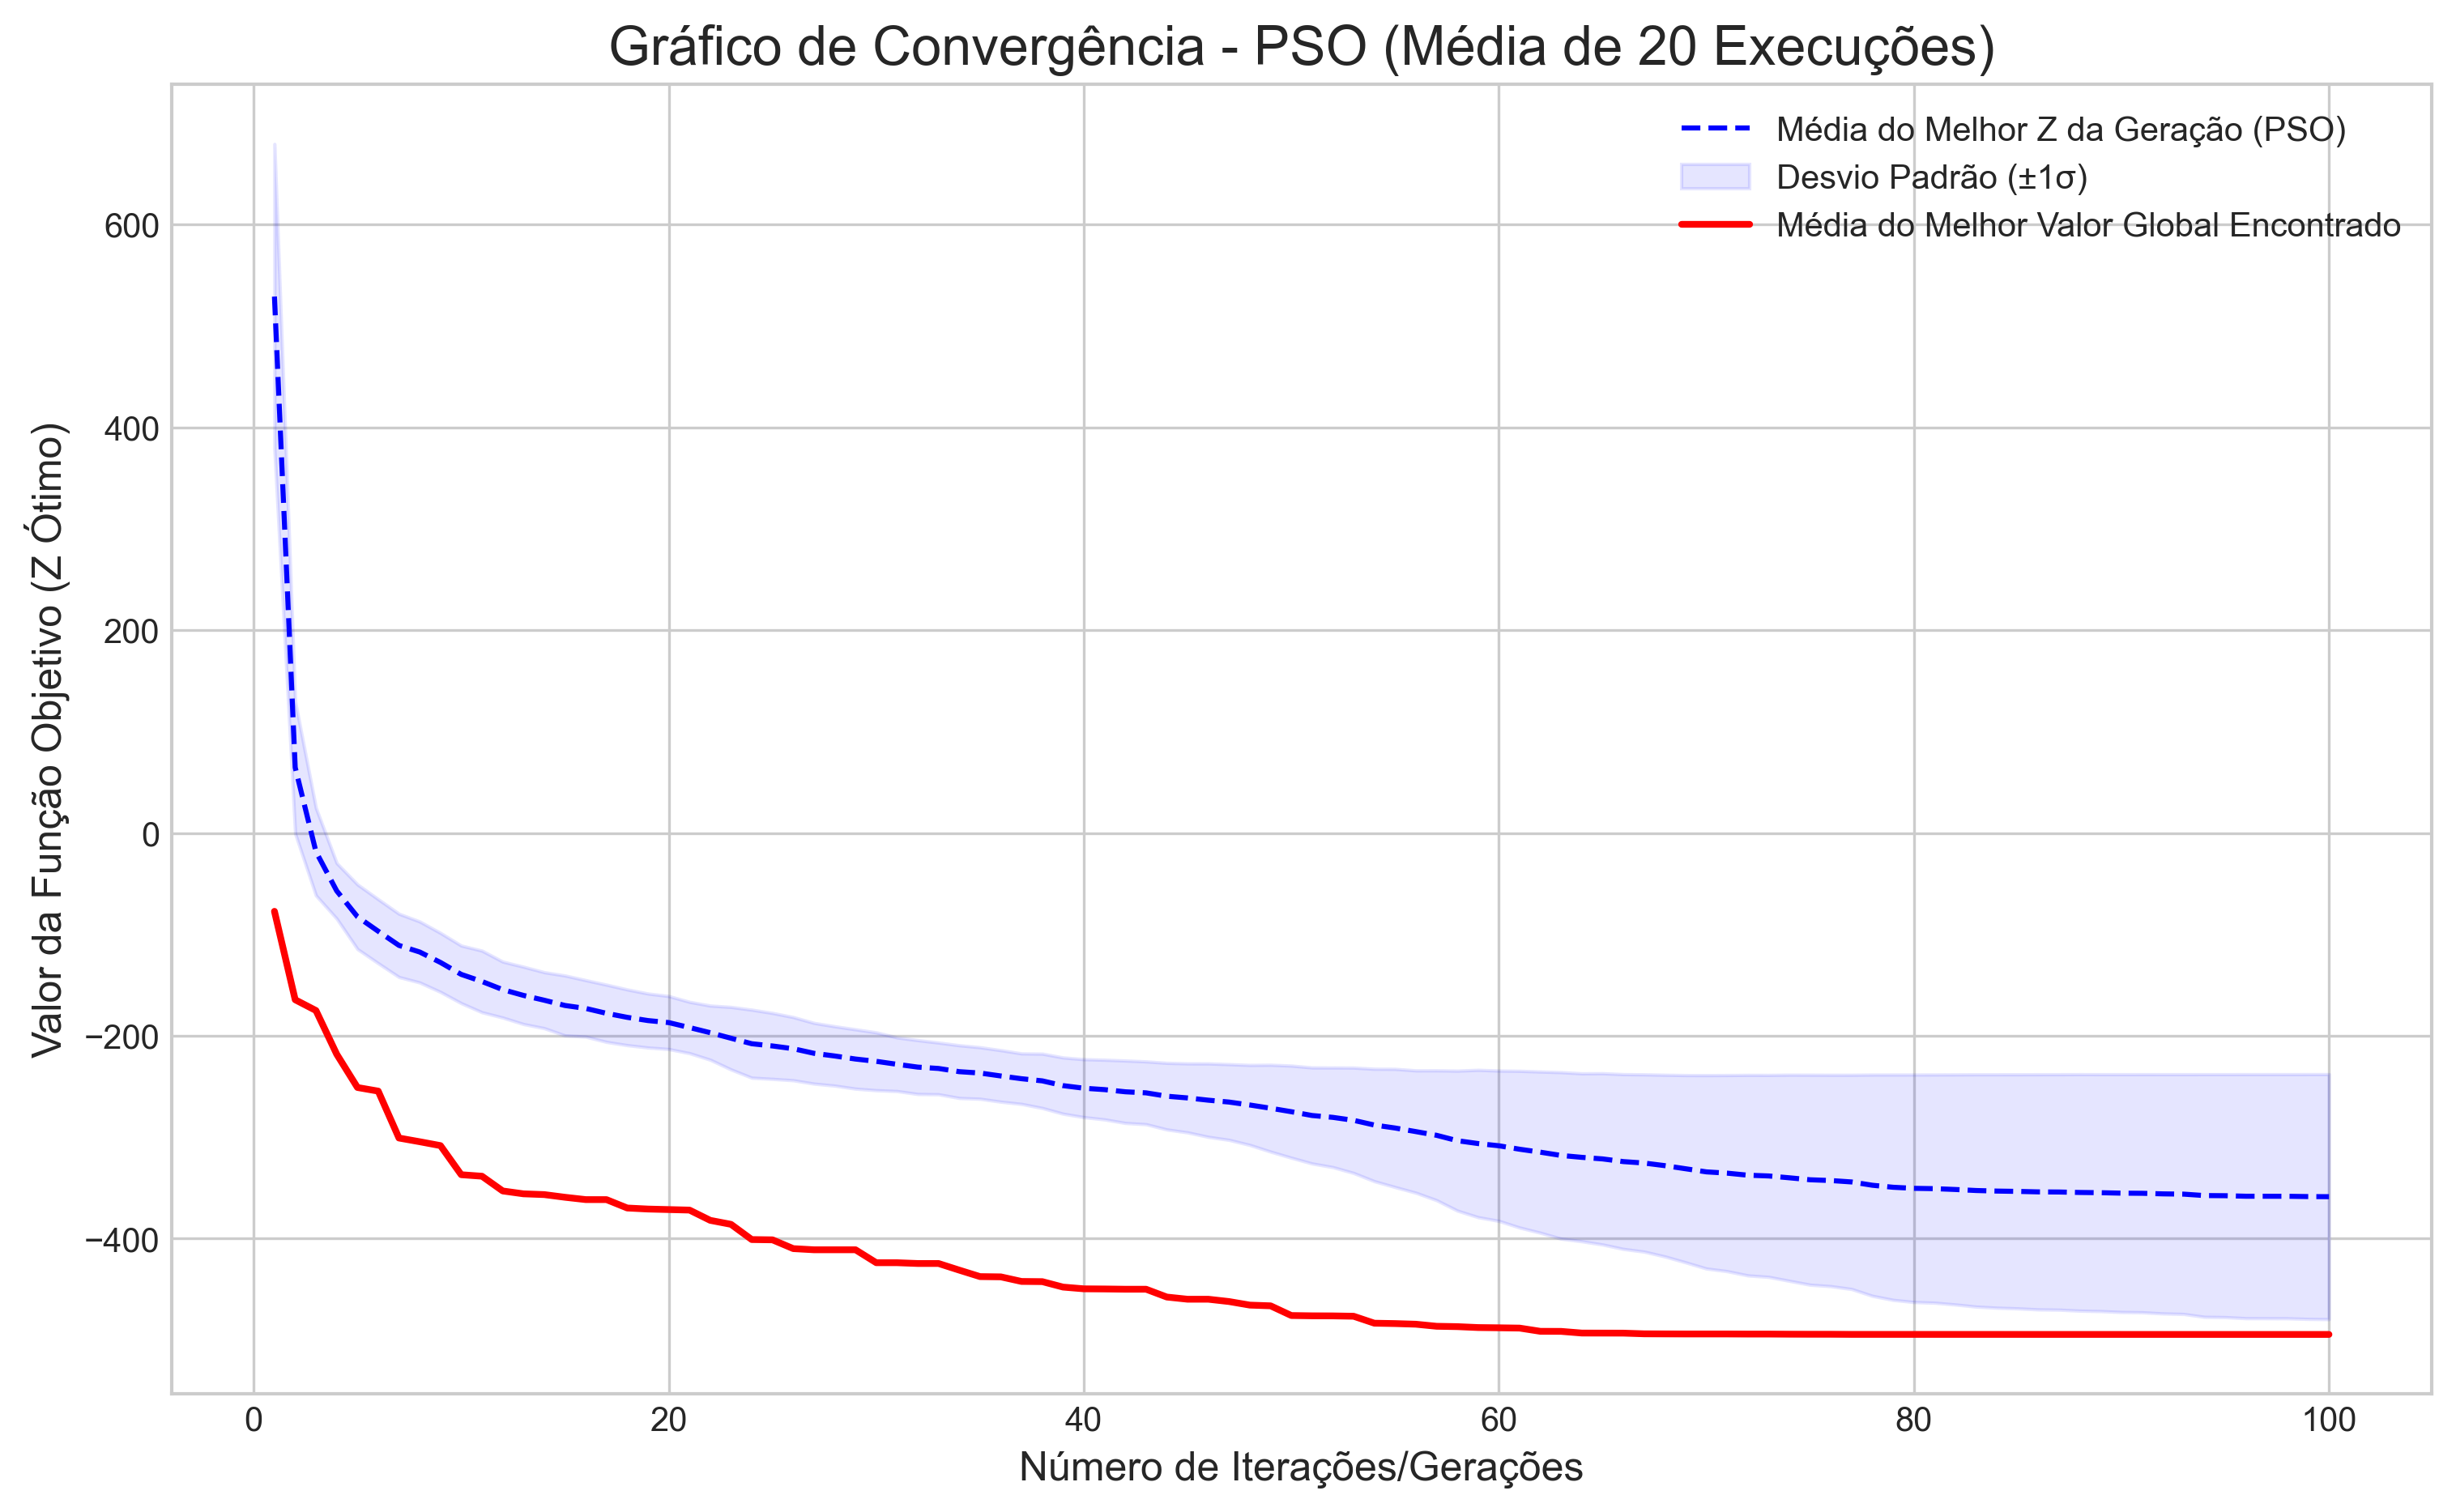 Gráfico de Convergência - PSO (Média de 20 Execuções)
Média do Melhor Z da Geração (PSO)
Desvio Padrão (±1σ)
Média do Melhor Valor Global Encontrado
Valor da Função Objetivo (Z Ótimo)
600
400
200
0
−200
−400
0 20 40 60 80 100
Número de Iterações/Gerações